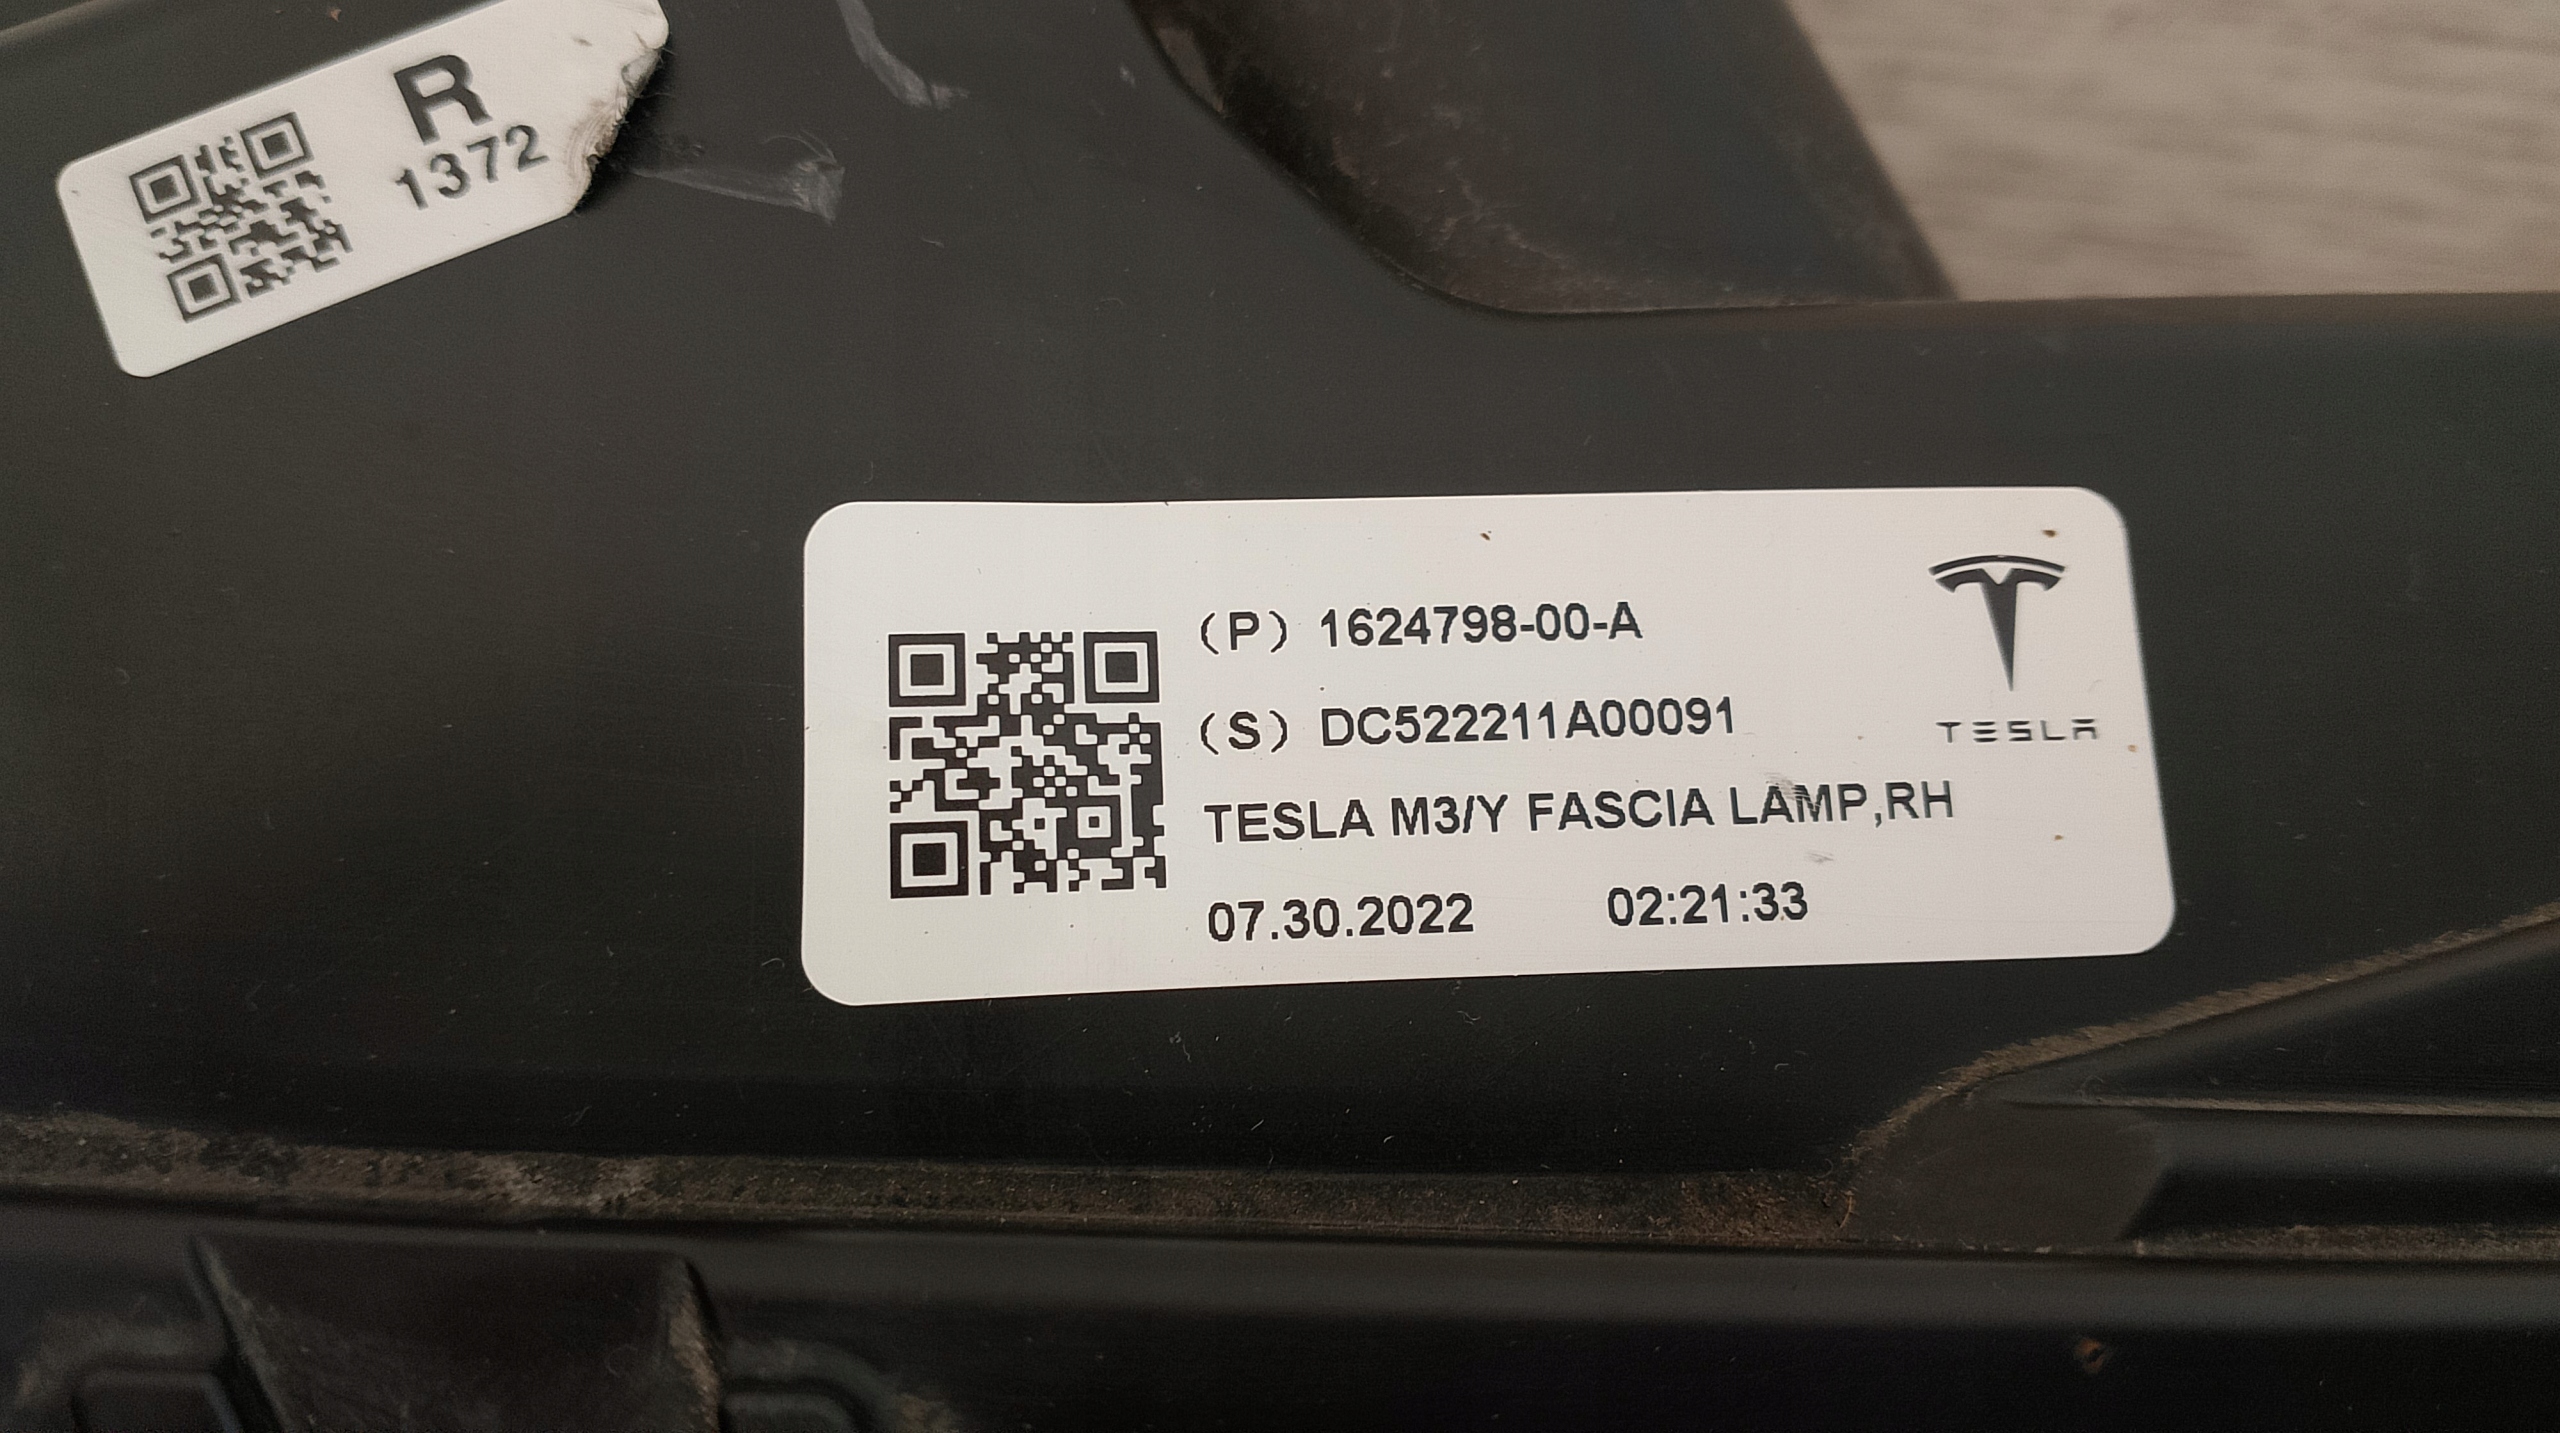 R
1372
(P) 1624798-00-A
(S) DC522211A00091
TESLA M3/Y FASCIA LAMP,RH
07.30.2022 02:21:33
TESLA